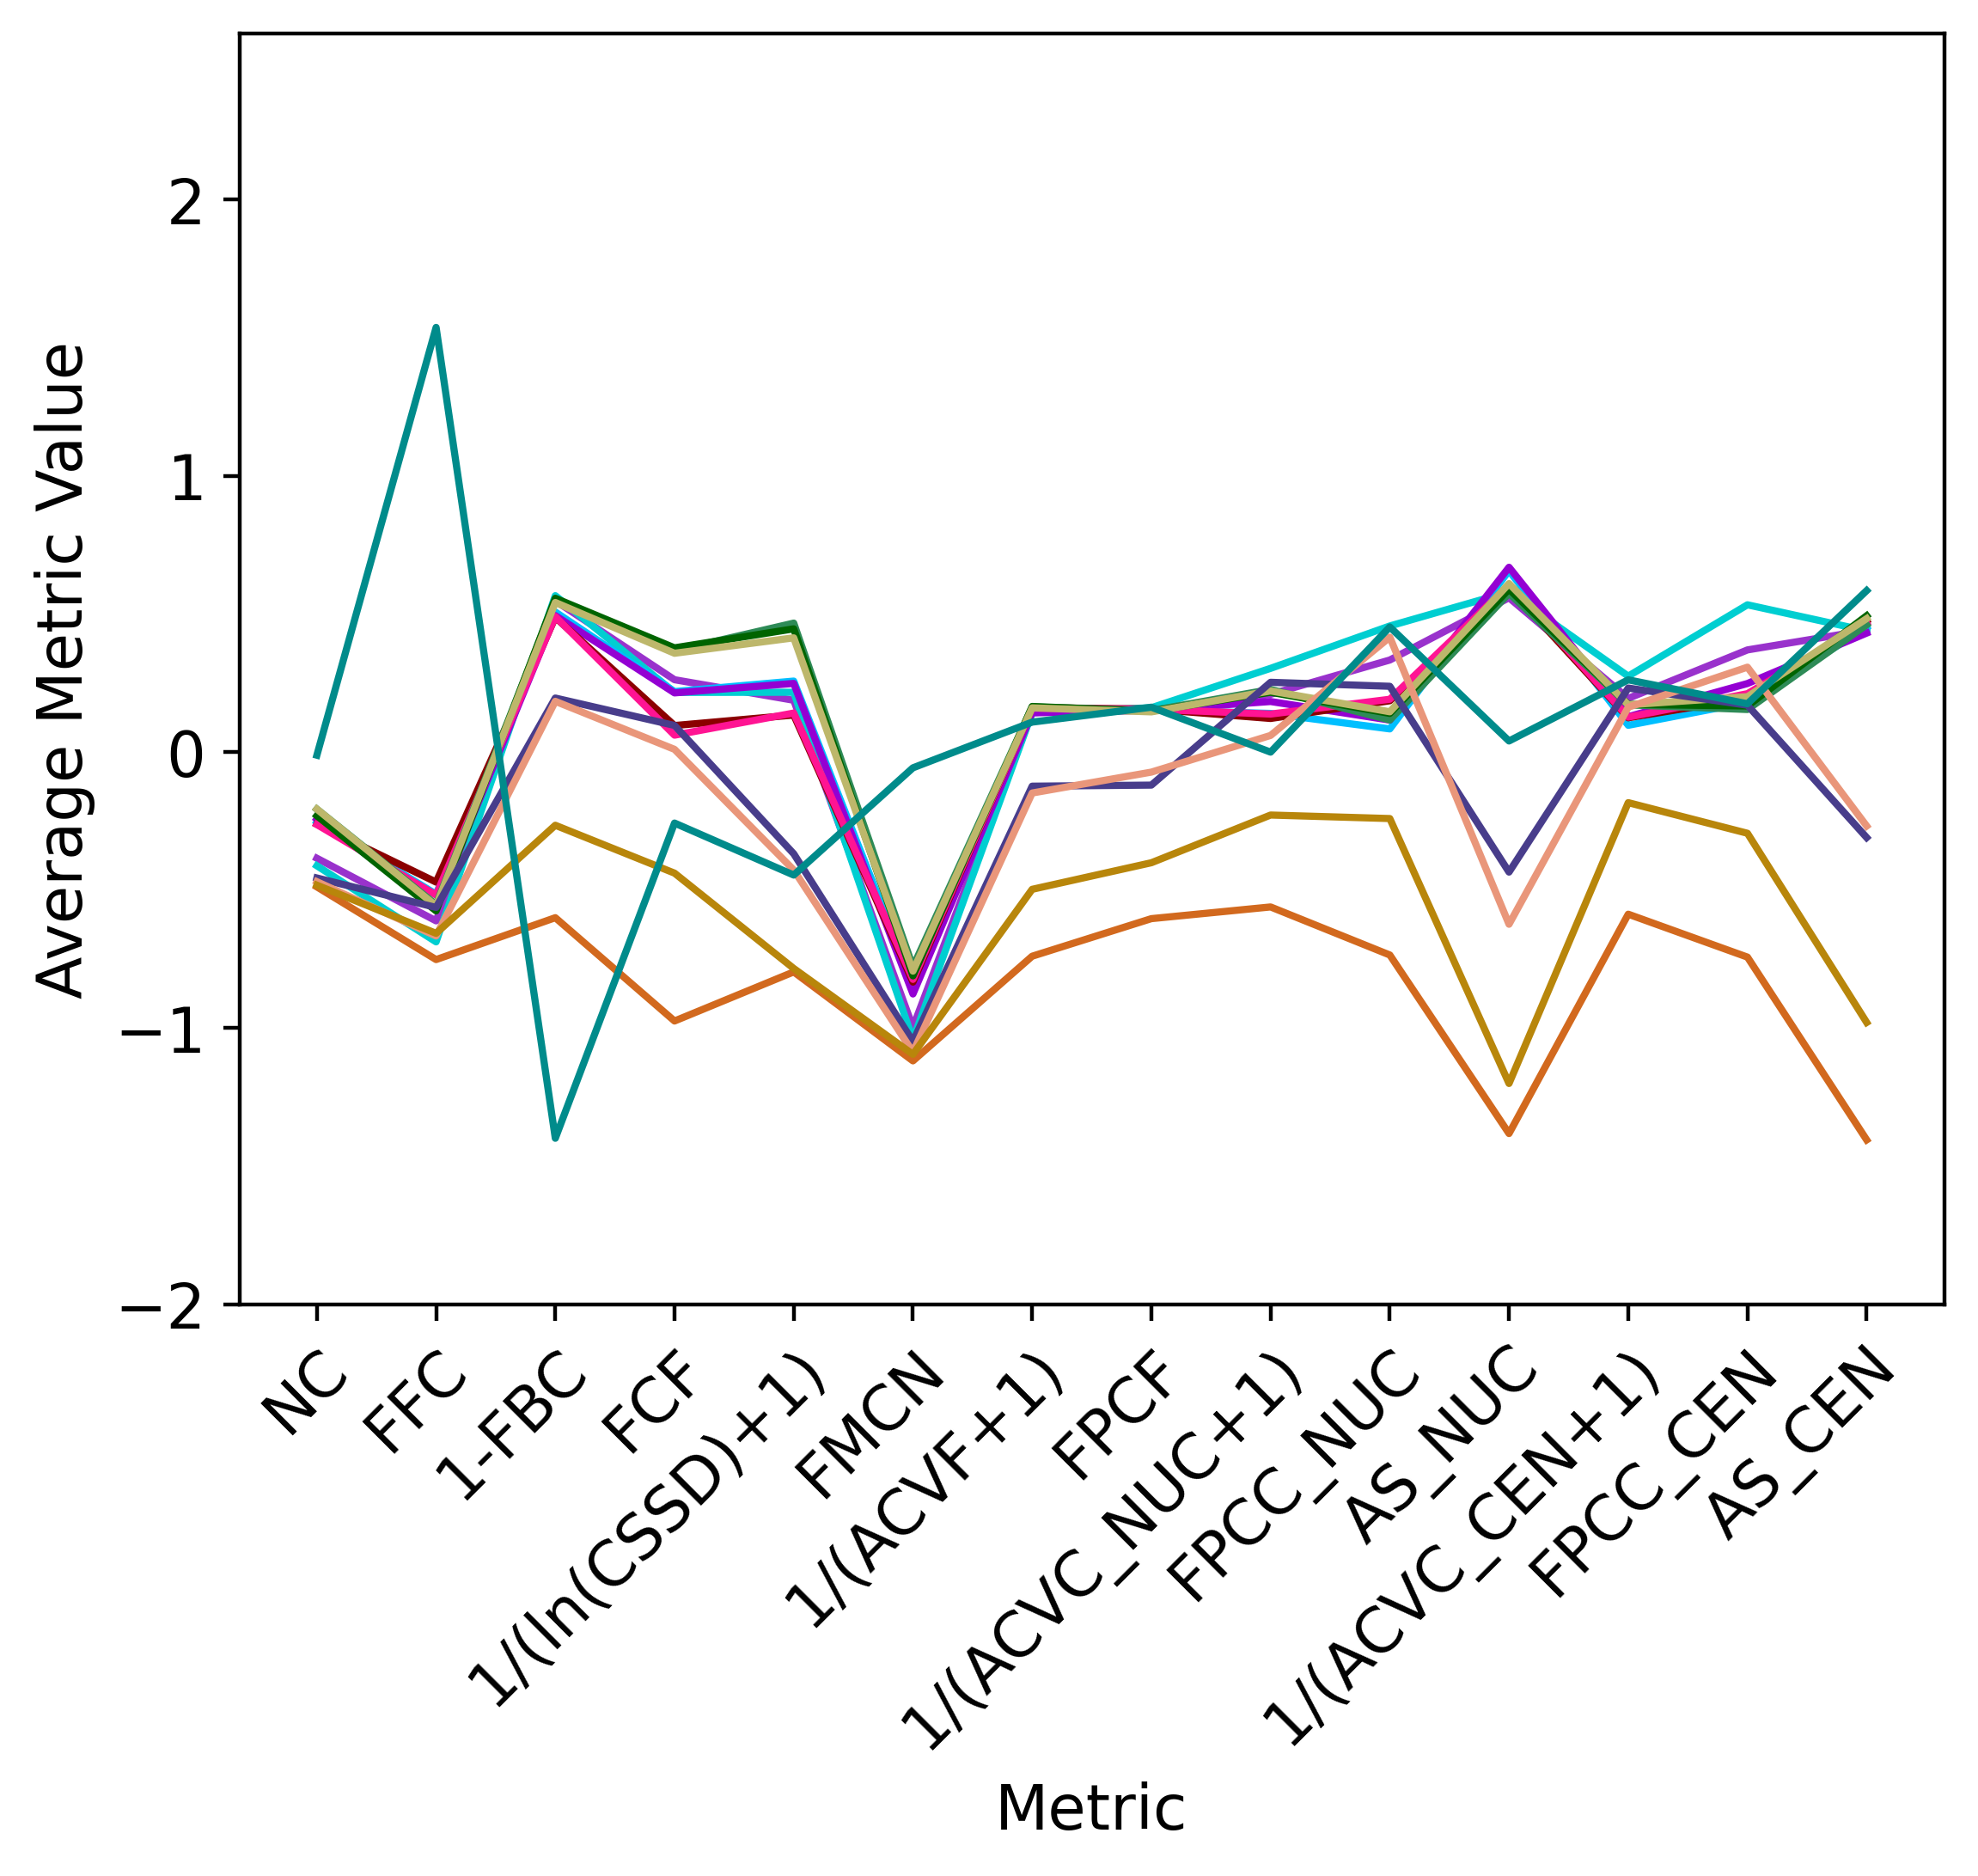 Average Metric Value
2
1
0
−1
−2
NC
FFC
1-FBC
FCF
1/(ln(CSSD)+1)
FMCN
1/(ACVF+1)
FPCF
1/(ACVC_NUC+1)
FPCC_NUC
AS_NUC
1/(ACVC_CEN+1)
FPCC_CEN
AS_CEN
Metric